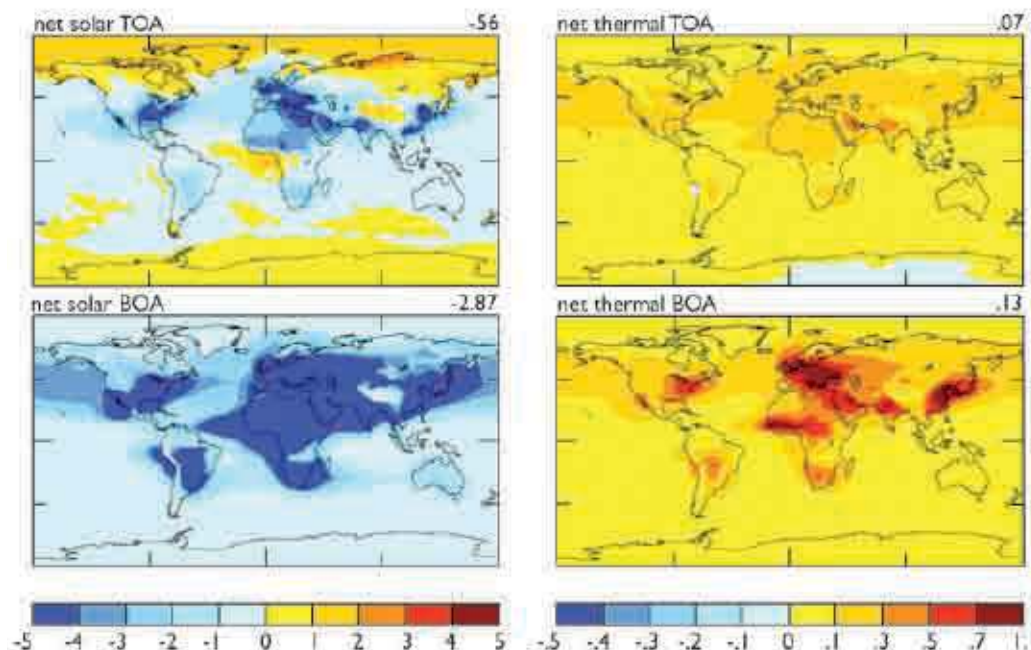 net solar TOA -56
net thermal TOA .07
net solar BOA -2.87
net thermal BOA .13
-5 -4 -3 -2 -1 0 1 2 3 4 5
-.5 -.4 -.3 -.2 -.1 0 .1 .3 .5 .7 1